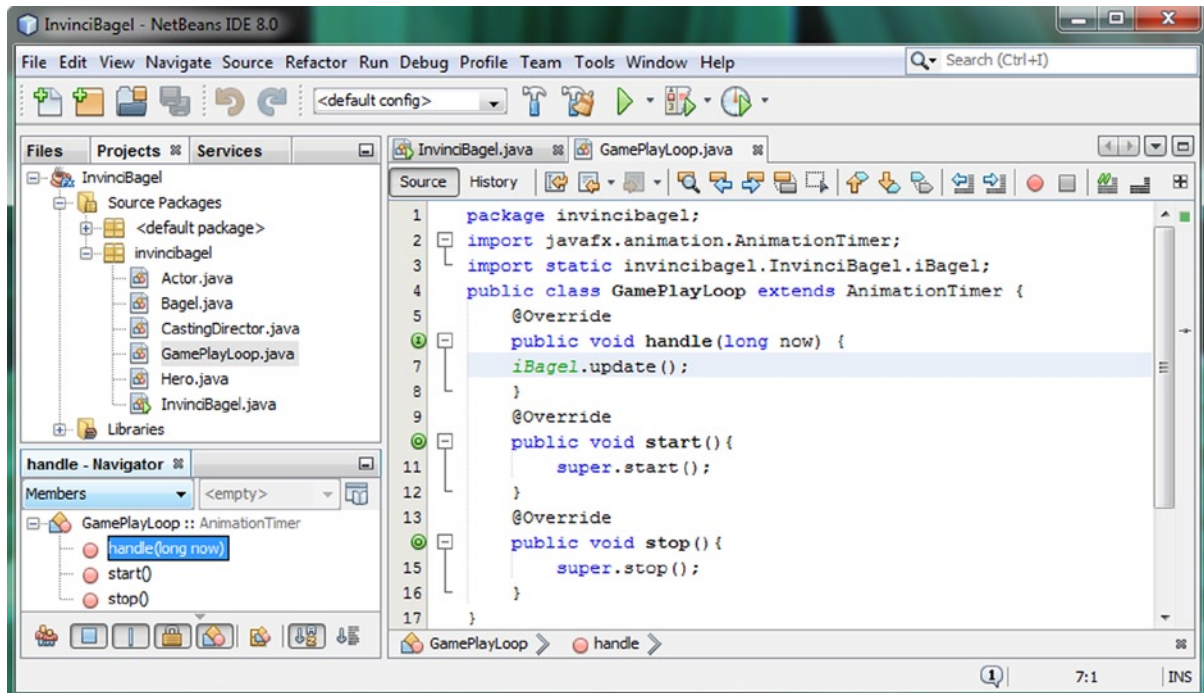 InvinciBagel - NetBeans IDE 8.0
File Edit View Navigate Source Refactor Run Debug Profile Team Tools Window Help
Search (Ctrl+I)
<default config>
Files Projects Services
InvinciBagel
Source Packages
<default package>
invincibagel
Actor.java
Bagel.java
CastingDirector.java
GamePlayLoop.java
Hero.java
InvinciBagel.java
Libraries
handle - Navigator
Members <empty>
GamePlayLoop :: AnimationTimer
handle(long now)
start()
stop()
InvinciBagel.java GamePlayLoop.java
Source History
1 package invincibagel;
2 import javafx.animation.AnimationTimer;
3 import static invincibagel.InvinciBagel.iBagel;
4 public class GamePlayLoop extends AnimationTimer {
5 @Override
public void handle(long now) {
7 iBagel.update();
8 }
9 @Override
public void start(){
11 super.start();
12 }
13 @Override
public void stop(){
15 super.stop();
16 }
17 }
GamePlayLoop handle
1 7:1 INS